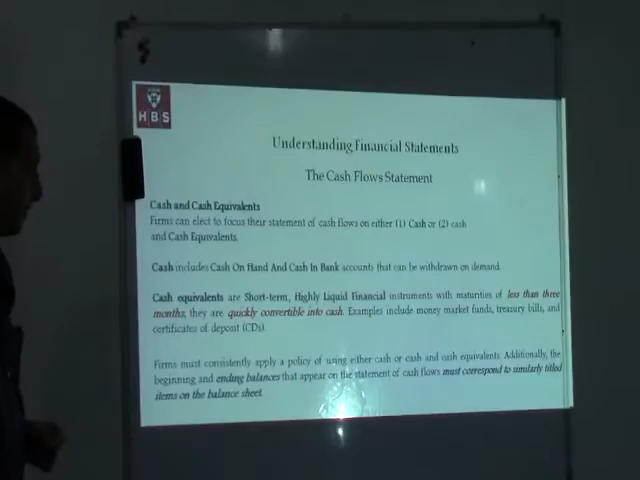 HBS
Understanding Financial Statements
The Cash Flows Statement
Cash and Cash Equivalents
Firms can elect to focus their statement of cash flows on either (1) Cash or (2) cash
and Cash Equivalents.
Cash includes Cash On Hand And Cash In Bank accounts that can be withdrawn on demand.
Cash equivalents are Short-term, Highly Liquid Financial instruments with maturities of less than three
months, they are quickly convertible into cash. Examples include money market funds, treasury bills, and
certificates of deposit (CDs).
Firms must consistently apply a policy of using either cash or cash and cash equivalents. Additionally, the
beginning and ending balances that appear on the statement of cash flows must correspond to similarly titled
items on the balance sheet.